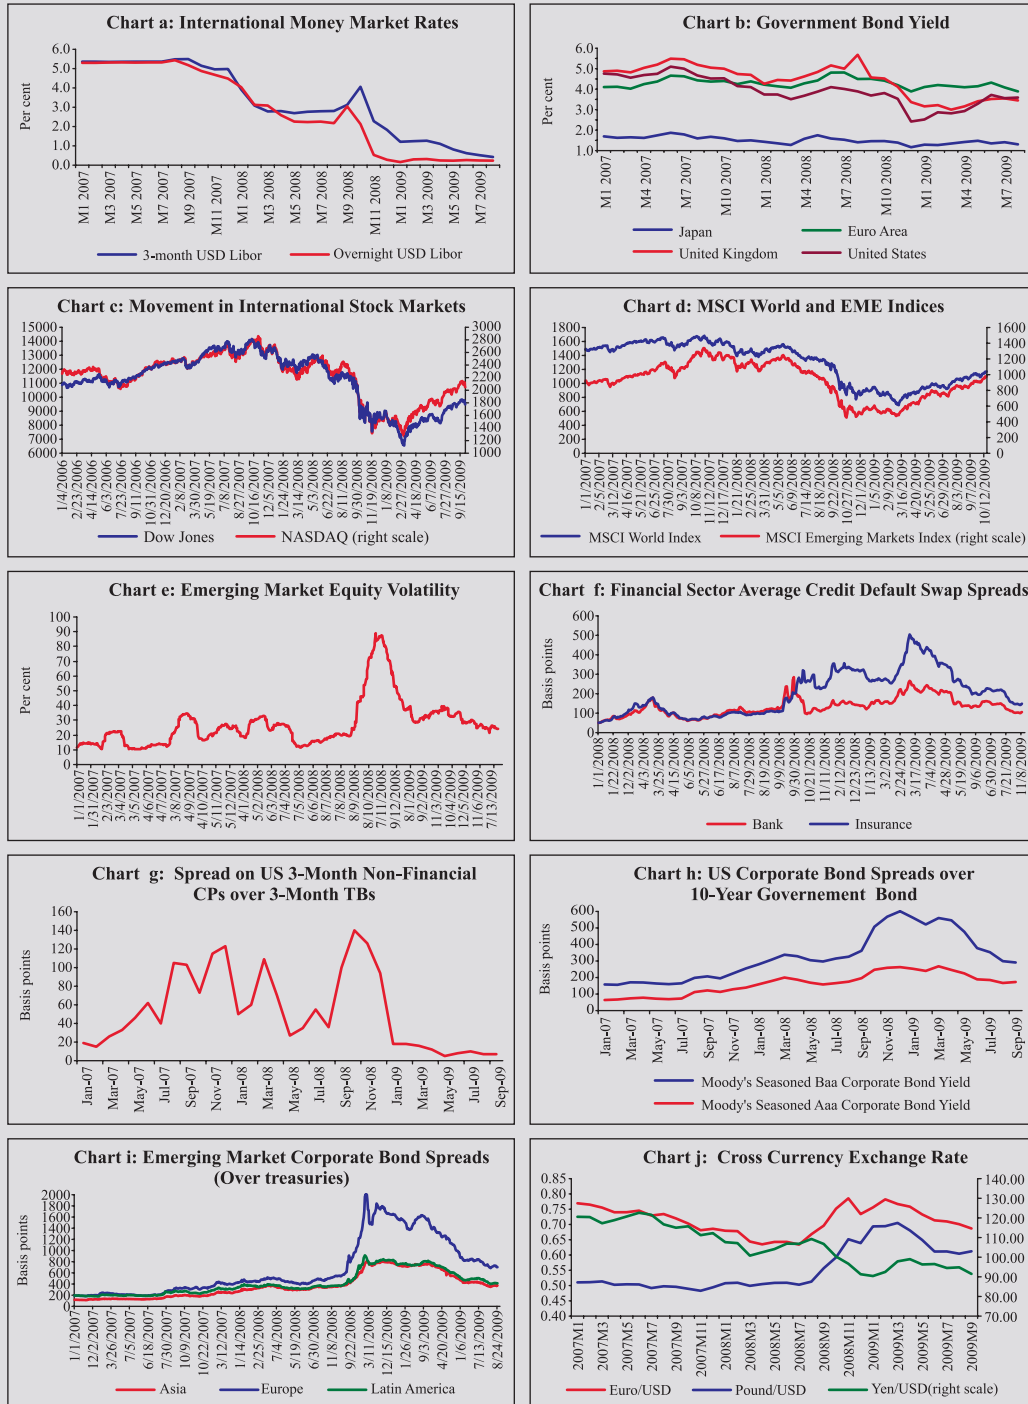 Chart a: International Money Market Rates
Per cent
6.0
5.0
4.0
3.0
2.0
1.0
0.0
M1 2007
M3 2007
M5 2007
M7 2007
M9 2007
M11 2007
M1 2008
M3 2008
M5 2008
M7 2008
M9 2008
M11 2008
M1 2009
M3 2009
M5 2009
M7 2009
3-month USD Libor
Overnight USD Libor
Chart b: Government Bond Yield
Per cent
6.0
5.0
4.0
2.0
1.0
M1 2007
M4 2007
M7 2007
M10 2007
M1 2008
M4 2008
M7 2008
M10 2008
M1 2009
M4 2009
M7 2009
Japan
Euro Area
United Kingdom
United States
Chart c: Movement in International Stock Markets
15000
14000
13000
12000
11000
10000
9000
8000
7000
6000
3000
2800
2600
2400
2200
2000
1800
1600
1400
1200
1000
1/4/2006
2/23/2006
4/14/2006
6/4/2006
7/23/2006
9/11/2006
10/31/2006
12/20/2006
2/8/2007
3/30/2007
5/19/2007
7/8/2007
8/27/2007
10/16/2007
12/5/2007
1/24/2008
3/14/2008
5/3/2008
6/22/2008
8/11/2008
9/30/2008
11/19/2008
1/8/2009
2/27/2009
4/18/2009
6/7/2009
7/27/2009
9/15/2009
Dow Jones
NASDAQ (right scale)
Chart d: MSCI World and EME Indices
1800
1600
1400
1200
1000
800
600
400
200
0
1600
1400
1200
1000
800
600
400
200
0
1/1/2007
2/5/2007
3/12/2007
4/16/2007
5/21/2007
6/25/2007
7/30/2007
9/3/2007
10/8/2007
11/12/2007
12/17/2007
1/21/2008
2/25/2008
3/31/2008
5/5/2008
6/9/2008
7/14/2008
8/18/2008
9/22/2008
10/27/2008
12/1/2008
1/5/2009
2/9/2009
3/16/2009
4/20/2009
5/25/2009
6/29/2009
8/3/2009
9/7/2009
10/12/2009
MSCI World Index
MSCI Emerging Markets Index (right scale)
Chart e: Emerging Market Equity Volatility
Per cent
100
90
80
70
60
50
40
30
20
10
0
1/1/2007
1/31/2007
2/3/2007
3/4/2007
3/5/2007
4/6/2007
4/7/2007
3/8/2007
4/9/2007
4/10/2007
5/11/2007
5/12/2007
4/1/2008
5/2/2008
6/3/2008
7/4/2008
5/5/2008
6/6/2008
7/7/2008
7/8/2008
8/9/2008
8/10/2008
7/11/2008
9/12/2008
8/1/2009
9/2/2009
11/3/2009
10/4/2009
12/5/2009
11/6/2009
7/13/2009
Chart f: Financial Sector Average Credit Default Swap Spreads
Basis points
600
500
400
300
200
100
0
1/1/2008
1/22/2008
12/2/2008
4/3/2008
3/25/2008
4/15/2008
6/5/2008
5/27/2008
6/17/2008
8/7/2008
7/29/2008
8/19/2008
9/9/2008
9/30/2008
10/21/2008
11/11/2008
2/12/2008
12/23/2008
1/13/2009
3/2/2009
2/24/2009
3/17/2009
7/4/2009
4/28/2009
5/19/2009
9/6/2009
6/30/2009
7/21/2009
11/8/2009
Bank
Insurance
Chart g: Spread on US 3-Month Non-Financial
CPs over 3-Month TBs
Basis points
160
140
120
100
80
60
40
20
0
Jan-07
Mar-07
May-07
Jul-07
Sep-07
Nov-07
Jan-08
Mar-08
May-08
Jul-08
Sep-08
Nov-08
Jan-09
Mar-09
May-09
Jul-09
Sep-09
Chart h: US Corporate Bond Spreads over
10-Year Governement Bond
Basis points
600
500
400
300
200
100
0
Jan-07
Mar-07
May-07
Jul-07
Sep-07
Nov-07
Jan-08
Mar-08
May-08
Jul-08
Sep-08
Nov-08
Jan-09
Mar-09
May-09
Jul-09
Sep-09
Moody's Seasoned Baa Corporate Bond Yield
Moody's Seasoned Aaa Corporate Bond Yield
Chart i: Emerging Market Corporate Bond Spreads
(Over treasuries)
Basis points
2000
1800
1600
1400
1200
1000
800
600
400
200
0
1/1/2007
12/2/2007
3/26/2007
7/5/2007
6/18/2007
7/30/2007
10/9/2007
10/22/2007
3/12/2007
1/14/2008
2/25/2008
7/4/2008
5/19/2008
6/30/2008
11/8/2008
9/22/2008
3/11/2008
12/15/2008
1/26/2009
9/3/2009
4/20/2009
1/6/2009
7/13/2009
8/24/2009
Asia
Europe
Latin America
Chart j: Cross Currency Exchange Rate
0.85
0.80
0.75
0.70
0.65
0.60
0.55
0.50
0.45
0.40
140.00
130.00
120.00
110.00
100.00
90.00
80.00
70.00
2007M1
2007M3
2007M5
2007M7
2007M9
2007M11
2008M1
2008M3
2008M5
2008M7
2008M9
2008M11
2009M1
2009M3
2009M5
2009M7
2009M9
Euro/USD
Pound/USD
Yen/USD(right scale)